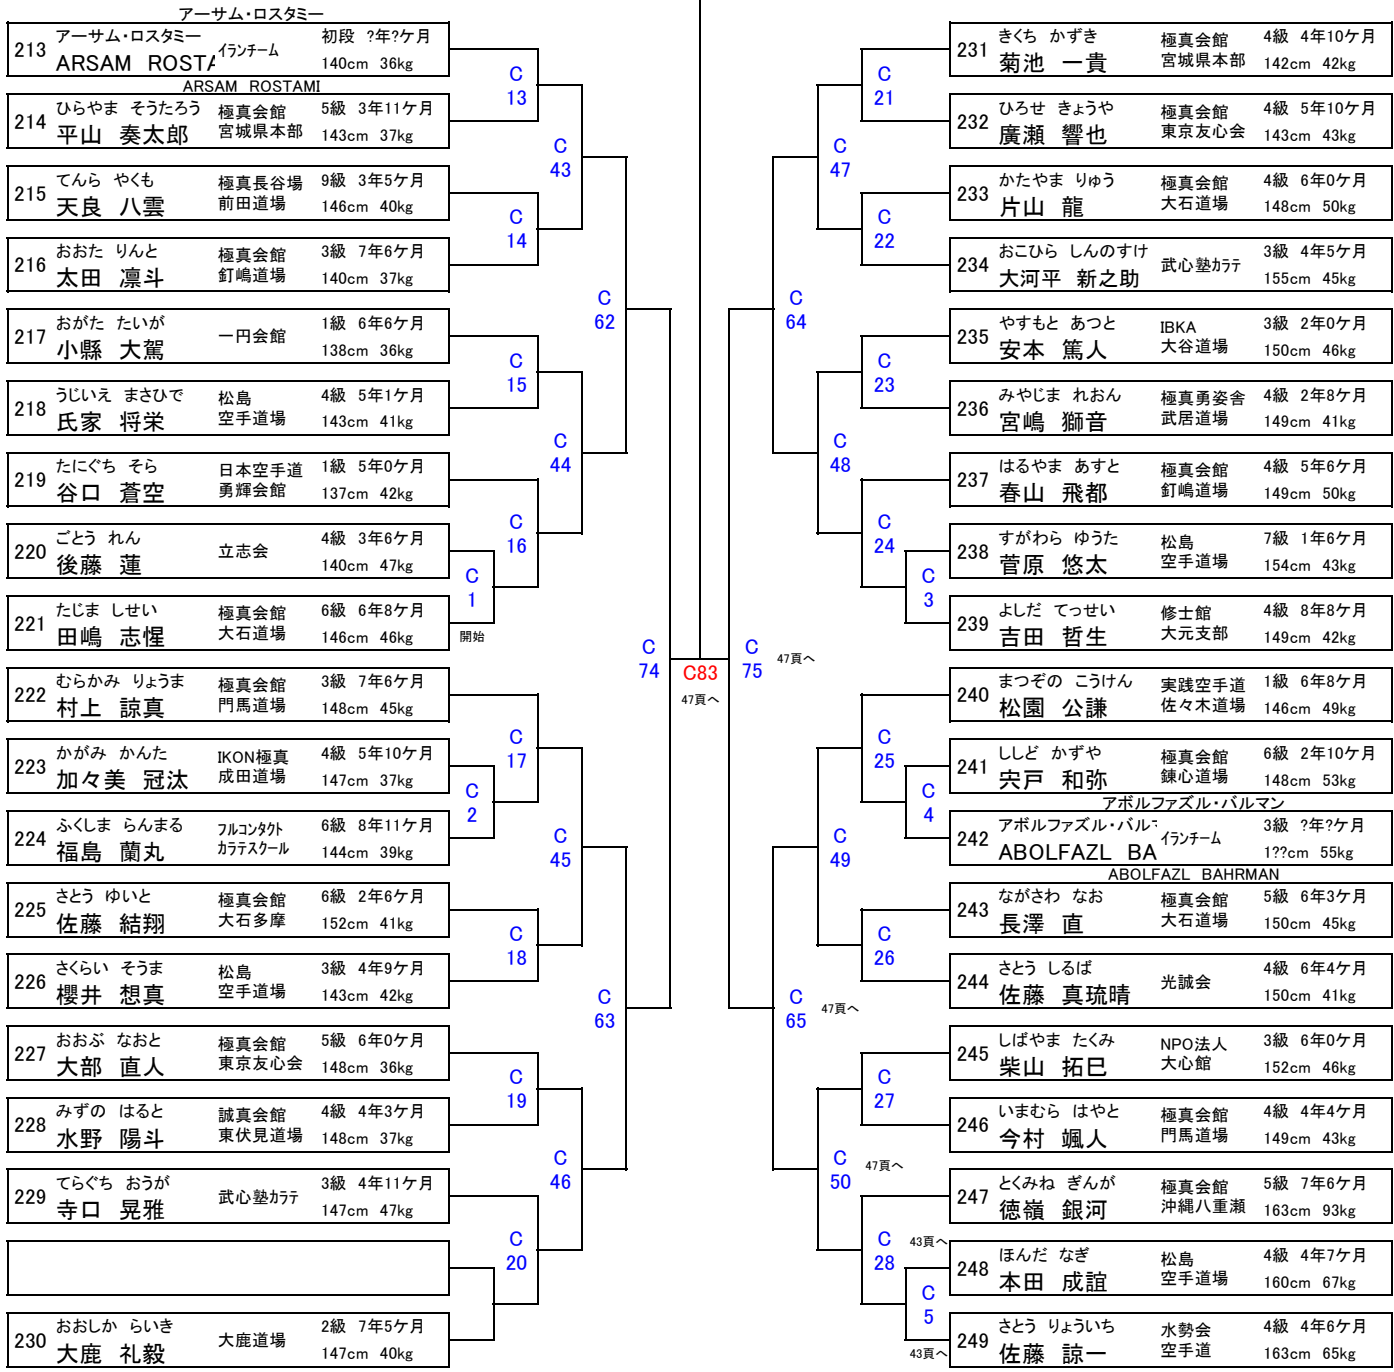 アーサム・ロスタミー
213 アーサム・ロスタミー イランチーム 初段 ?年?ケ月
ARSAM ROSTA 140cm 36kg
ARSAM ROSTAMI
214 ひらやま そうたろう 極真会館 5級 3年11ケ月
平山 奏太郎 宮城県本部 143cm 37kg
215 てんら やくも 極真長谷場 9級 3年5ケ月
天良 八雲 前田道場 146cm 40kg
216 おおた りんと 極真会館 3級 7年6ケ月
太田 凛斗 釘嶋道場 140cm 37kg
217 おがた たいが 一円会館 1級 6年6ケ月
小縣 大駕 138cm 36kg
218 うじいえ まさひで 松島 4級 5年1ケ月
氏家 将栄 空手道場 143cm 41kg
219 たにぐち そら 日本空手道 1級 5年0ケ月
谷口 蒼空 勇輝会館 137cm 42kg
220 ごとう れん 立志会 4級 3年6ケ月
後藤 蓮 140cm 47kg
221 たじま しせい 極真会館 6級 6年8ケ月
田嶋 志惺 大石道場 146cm 46kg
222 むらかみ りょうま 極真会館 3級 7年6ケ月
村上 諒真 門馬道場 148cm 45kg
223 かがみ かんた IKON極真 4級 5年10ケ月
加々美 冠汰 成田道場 147cm 37kg
224 ふくしま らんまる フルコンタクト 6級 8年11ケ月
福島 蘭丸 カラテスクール 144cm 39kg
225 さとう ゆいと 極真会館 6級 2年6ケ月
佐藤 結翔 大石多摩 152cm 41kg
226 さくらい そうま 松島 3級 4年9ケ月
櫻井 想真 空手道場 143cm 42kg
227 おおぶ なおと 極真会館 5級 6年0ケ月
大部 直人 東京友心会 148cm 36kg
228 みずの はると 誠真会館 4級 4年3ケ月
水野 陽斗 東伏見道場 148cm 37kg
229 てらぐち おうが 武心塾カラテ 3級 4年11ケ月
寺口 晃雅 147cm 47kg
230 おおしか らいき 大鹿道場 2級 7年5ケ月
大鹿 礼毅 147cm 40kg
C
13
C
14
C
15
C
16
C
1
開始
C
17
C
2
C
18
C
19
C
20
C
43
C
44
C
45
C
46
C
62
C
63
C
74
C83
47頁へ
C
75
47頁へ
C
64
C
65
47頁へ
C
47
C
48
C
49
C
50
47頁へ
C
21
C
22
C
23
C
24
C
3
C
25
C
4
C
26
C
27
C
28
43頁へ
C
5
43頁へ
231 きくち かずき 極真会館 4級 4年10ケ月
菊池 一貴 宮城県本部 142cm 42kg
232 ひろせ きょうや 極真会館 4級 5年10ケ月
廣瀬 響也 東京友心会 143cm 43kg
233 かたやま りゅう 極真会館 4級 6年0ケ月
片山 龍 大石道場 148cm 50kg
234 おこひら しんのすけ 武心塾カラテ 3級 4年5ケ月
大河平 新之助 155cm 45kg
235 やすもと あつと IBKA 3級 2年0ケ月
安本 篤人 大谷道場 150cm 46kg
236 みやじま れおん 極真勇姿舎 4級 2年8ケ月
宮嶋 獅音 武居道場 149cm 41kg
237 はるやま あすと 極真会館 4級 5年6ケ月
春山 飛都 釘嶋道場 149cm 50kg
238 すがわら ゆうた 松島 7級 1年6ケ月
菅原 悠太 空手道場 154cm 43kg
239 よしだ てっせい 修士館 4級 8年8ケ月
吉田 哲生 大元支部 149cm 42kg
240 まつぞの こうけん 実践空手道 1級 6年8ケ月
松園 公謙 佐々木道場 146cm 49kg
241 ししど かずや 極真会館 6級 2年10ケ月
宍戸 和弥 錬心道場 148cm 53kg
アボルファズル・バルマン
242 アボルファズル・バルマ イランチーム 3級 ?年?ケ月
ABOLFAZL BA 1??cm 55kg
ABOLFAZL BAHRMAN
243 ながさわ なお 極真会館 5級 6年3ケ月
長澤 直 大石道場 150cm 45kg
244 さとう しるば 光誠会 4級 6年4ケ月
佐藤 真琉晴 150cm 41kg
245 しばやま たくみ NPO法人 3級 6年0ケ月
柴山 拓巳 大心館 152cm 46kg
246 いまむら はやと 極真会館 4級 4年4ケ月
今村 颯人 門馬道場 149cm 43kg
247 とくみね ぎんが 極真会館 5級 7年6ケ月
徳嶺 銀河 沖縄八重瀬 163cm 93kg
248 ほんだ なぎ 松島 4級 4年7ケ月
本田 成誼 空手道場 160cm 67kg
249 さとう りょういち 水勢会 4級 4年6ケ月
佐藤 諒一 空手道 163cm 65kg